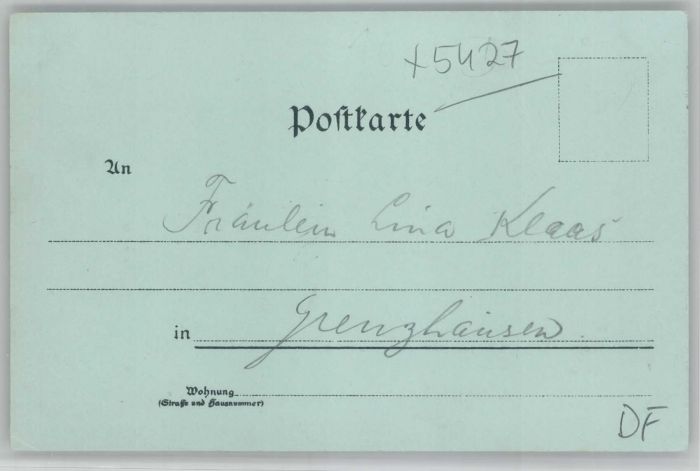 x5427
Postkarte
An
Fräulein Lina Klaas
in Grenzhausen.
Wohnung
(Straße und Hausnummer)
DF